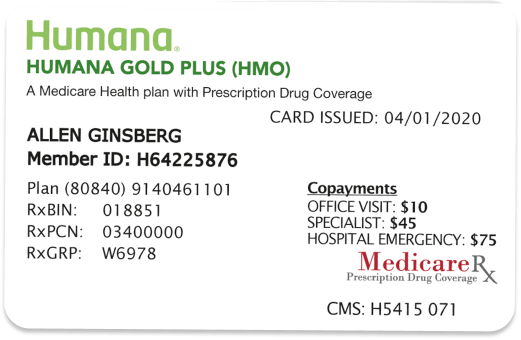 Humana®
HUMANA GOLD PLUS (HMO)
A Medicare Health plan with Prescription Drug Coverage
CARD ISSUED: 04/01/2020
ALLEN GINSBERG
Member ID: H64225876
Plan (80840) 9140461101
RxBIN: 018851
RxPCN: 03400000
RxGRP: W6978
Copayments
OFFICE VISIT: $10
SPECIALIST: $45
HOSPITAL EMERGENCY: $75
MedicareRx
Prescription Drug Coverage
CMS: H5415 071